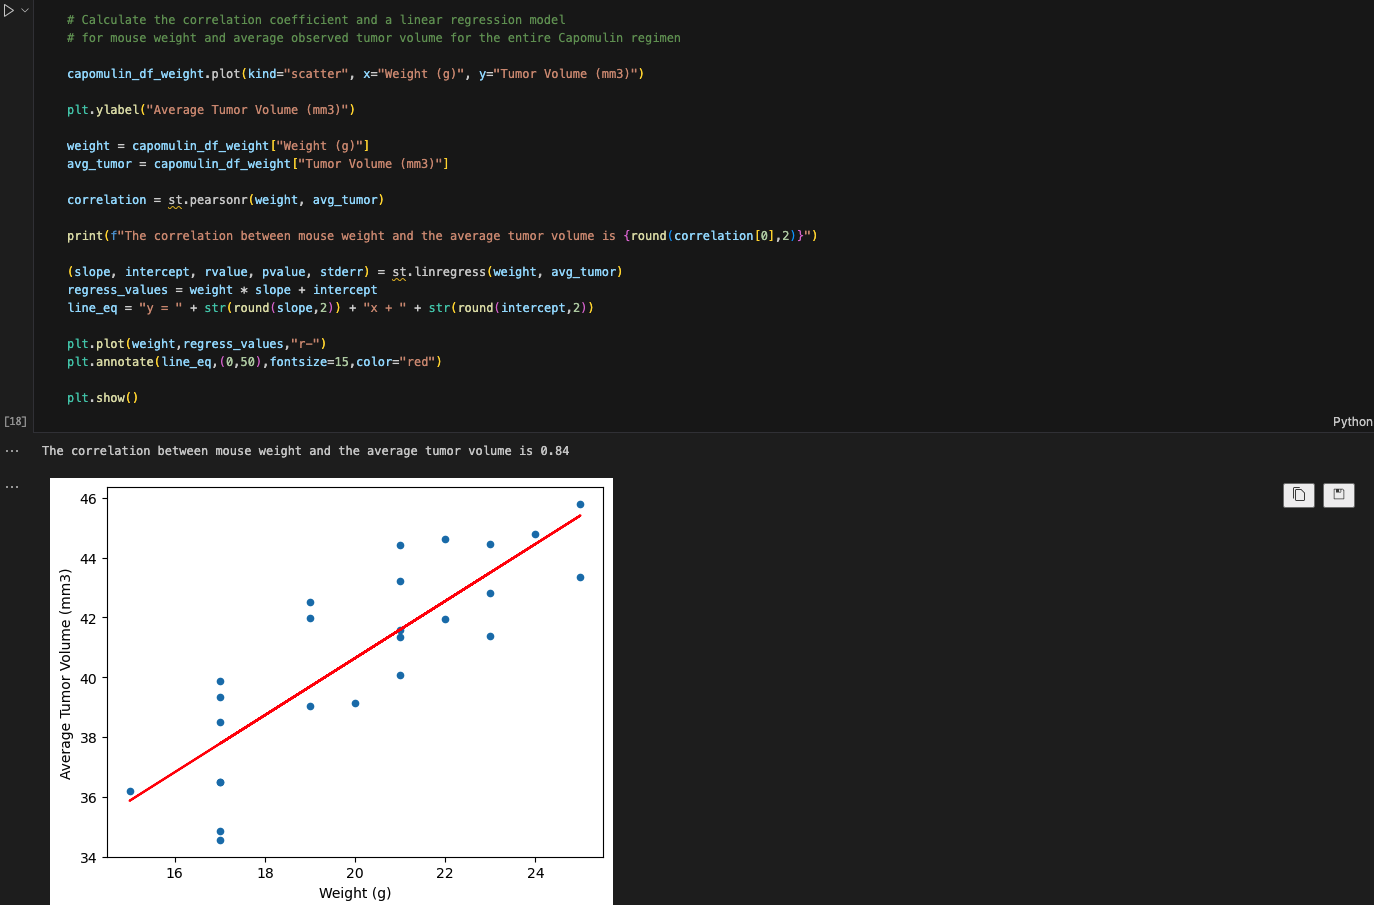 # Calculate the correlation coefficient and a linear regression model
# for mouse weight and average observed tumor volume for the entire Capomulin regimen
capomulin_df_weight.plot(kind="scatter", x="Weight (g)", y="Tumor Volume (mm3)")
plt.ylabel("Average Tumor Volume (mm3)")
weight = capomulin_df_weight["Weight (g)"]
avg_tumor = capomulin_df_weight["Tumor Volume (mm3)"]
correlation = st.pearsonr(weight, avg_tumor)
print(f"The correlation between mouse weight and the average tumor volume is {round(correlation[0],2)}")
(slope, intercept, rvalue, pvalue, stderr) = st.linregress(weight, avg_tumor)
regress_values = weight * slope + intercept
line_eq = "y = " + str(round(slope,2)) + "x + " + str(round(intercept,2))
plt.plot(weight,regress_values,"r-")
plt.annotate(line_eq,(0,50),fontsize=15,color="red")
plt.show()
[18]
Python
The correlation between mouse weight and the average tumor volume is 0.84
46
44
42
40
38
36
34
Average Tumor Volume (mm3)
16 18 20 22 24
Weight (g)